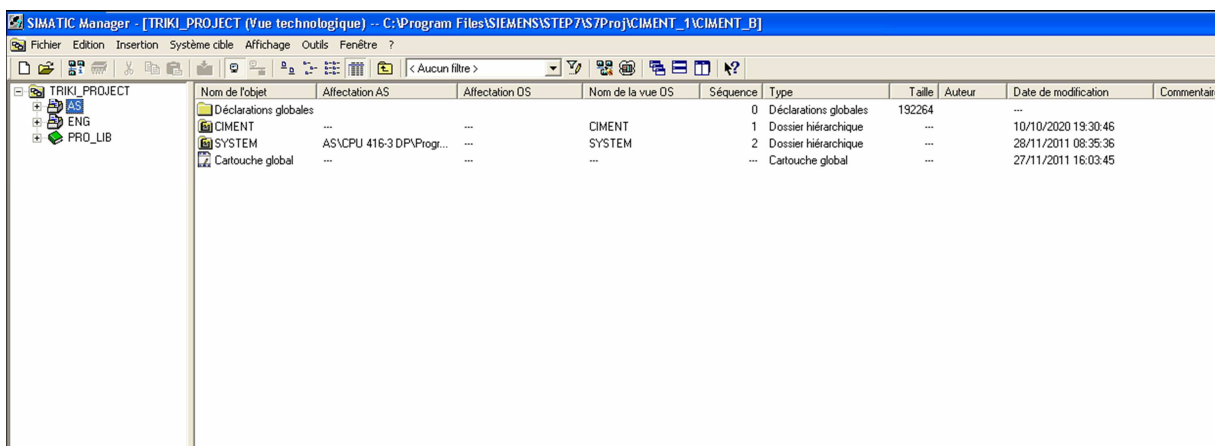 SIMATIC Manager - [TRIKI_PROJECT (Vue technologique) -- C:\Program Files\SIEMENS\STEP7\S7Proj\CIMENT_1\CIMENT_B]
Fichier Edition Insertion Système cible Affichage Outils Fenêtre ?
< Aucun filtre >
TRIKI_PROJECT
AS
ENG
PRO_LIB
Nom de l'objet Affectation AS Affectation OS Nom de la vue OS Séquence Type Taille Auteur Date de modification Commentair
Déclarations globales 0 Déclarations globales 192264 ---
CIMENT --- --- CIMENT 1 Dossier hiérarchique --- 10/10/2020 19:30:46
SYSTEM AS\CPU 416-3 DP\Progr... --- SYSTEM 2 Dossier hiérarchique --- 28/11/2011 08:35:36
Cartouche global --- --- --- --- Cartouche global --- 27/11/2011 16:03:45